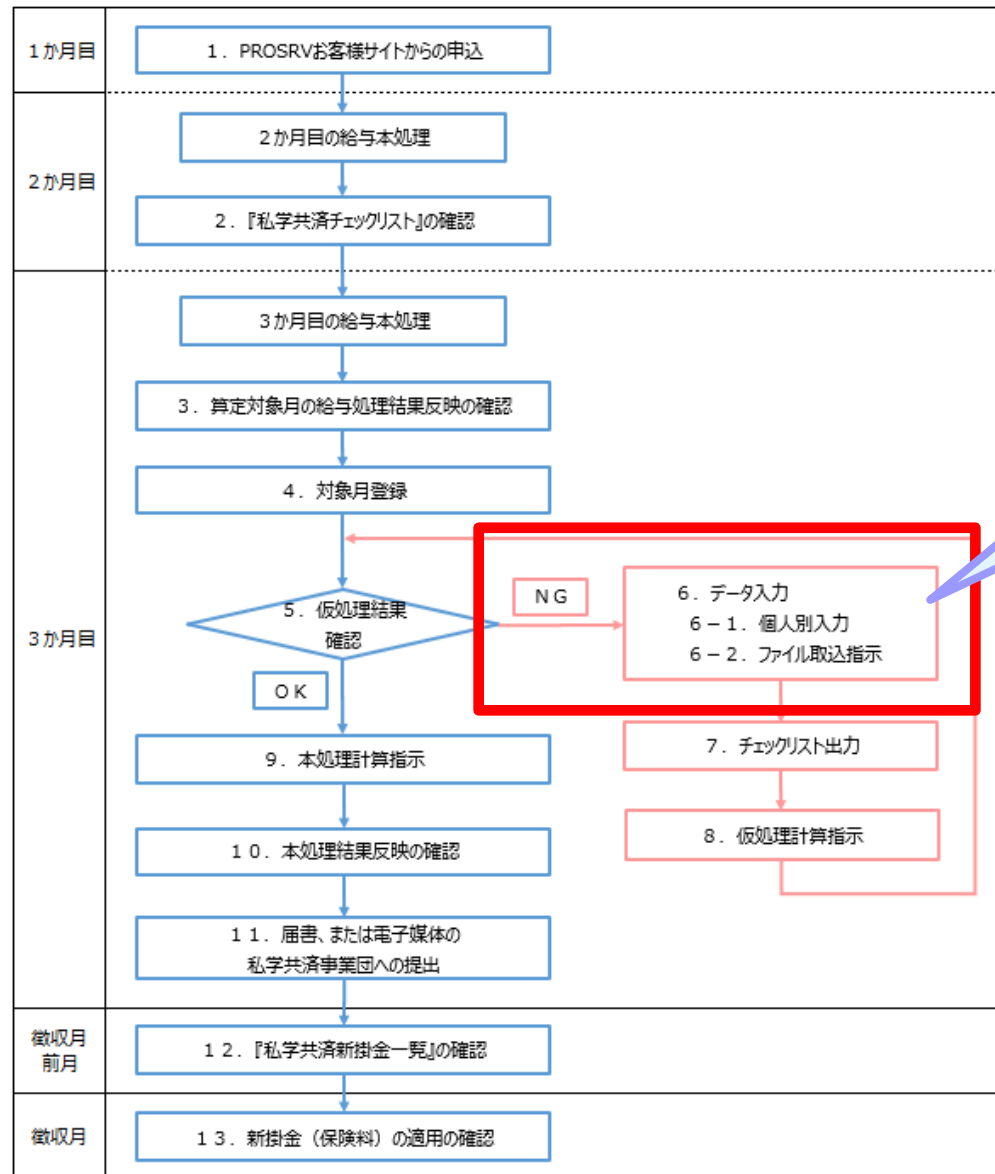 1か月目
1．PROSRVお客様サイトからの申込
2か月目
2か月目の給与本処理
2．『私学共済チェックリスト』の確認
3か月目
3か月目の給与本処理
3．算定対象月の給与処理結果反映の確認
4．対象月登録
5．仮処理結果
確認
NG
6．データ入力
6－1．個人別入力
6－2．ファイル取込指示
OK
7．チェックリスト出力
8．仮処理計算指示
9．本処理計算指示
10．本処理結果反映の確認
11．届書、または電子媒体の
私学共済事業団への提出
徴収月
前月
12．『私学共済新掛金一覧』の確認
徴収月
13．新掛金（保険料）の適用の確認